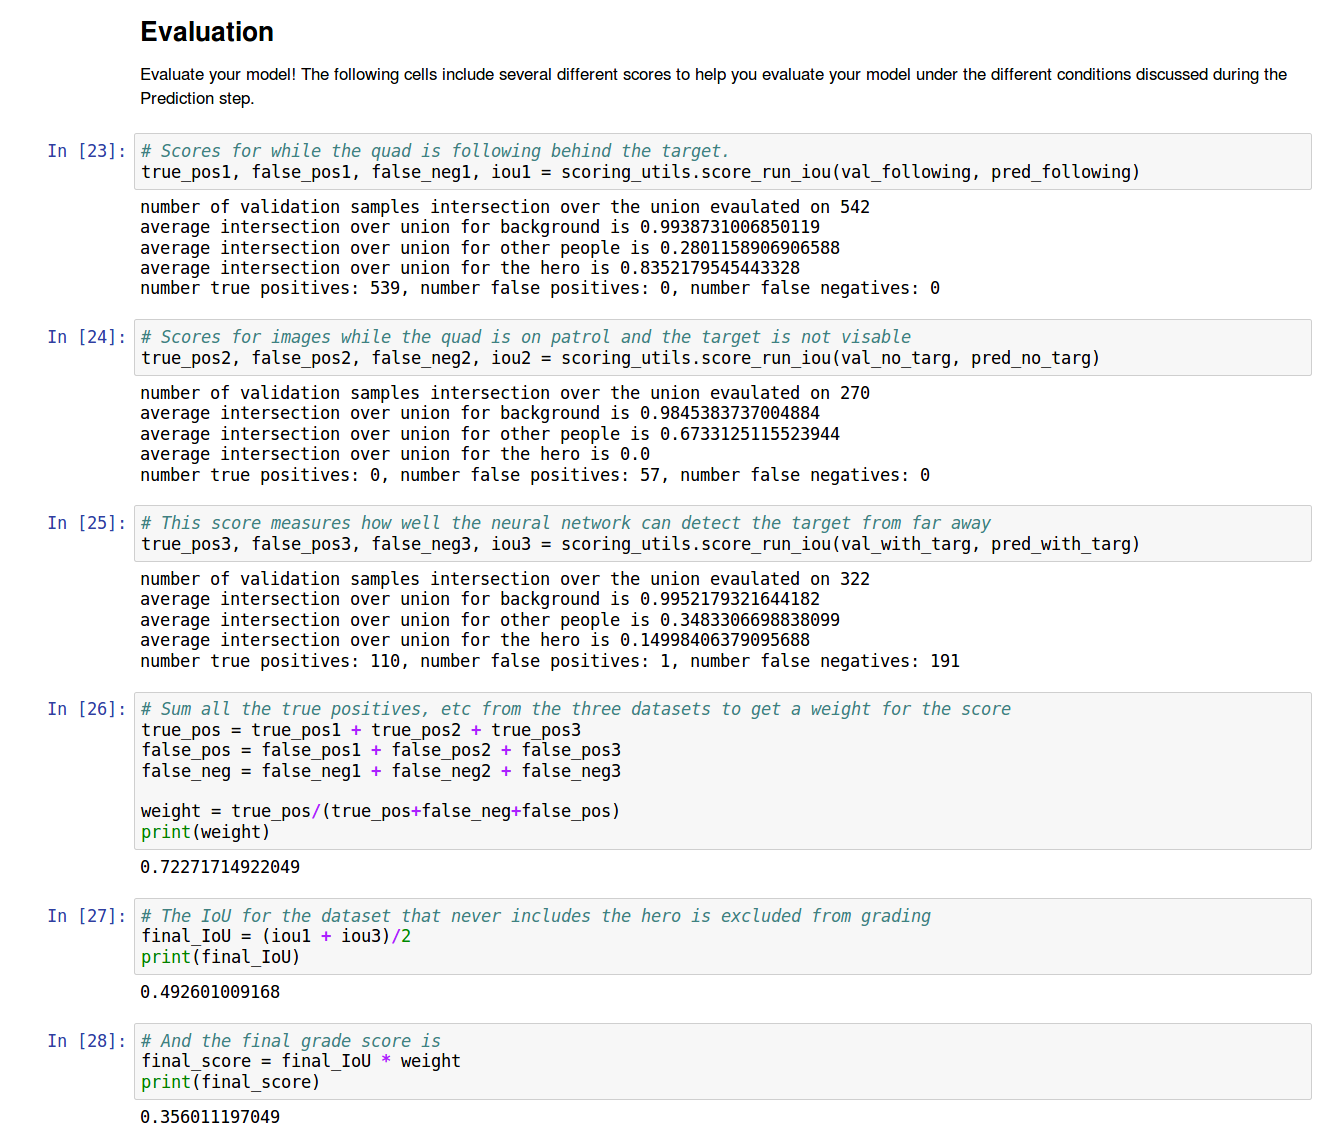 Evaluation
Evaluate your model! The following cells include several different scores to help you evaluate your model under the different conditions discussed during the
Prediction step.
In [23]: # Scores for while the quad is following behind the target.
true_pos1, false_pos1, false_neg1, iou1 = scoring_utils.score_run_iou(val_following, pred_following)
number of validation samples intersection over the union evaulated on 542
average intersection over union for background is 0.9938731006850119
average intersection over union for other people is 0.2801158906906588
average intersection over union for the hero is 0.8352179545443328
number true positives: 539, number false positives: 0, number false negatives: 0
In [24]: # Scores for images while the quad is on patrol and the target is not visable
true_pos2, false_pos2, false_neg2, iou2 = scoring_utils.score_run_iou(val_no_targ, pred_no_targ)
number of validation samples intersection over the union evaulated on 270
average intersection over union for background is 0.9845383737004884
average intersection over union for other people is 0.6733125115523944
average intersection over union for the hero is 0.0
number true positives: 0, number false positives: 57, number false negatives: 0
In [25]: # This score measures how well the neural network can detect the target from far away
true_pos3, false_pos3, false_neg3, iou3 = scoring_utils.score_run_iou(val_with_targ, pred_with_targ)
number of validation samples intersection over the union evaulated on 322
average intersection over union for background is 0.9952179321644182
average intersection over union for other people is 0.3483306698838099
average intersection over union for the hero is 0.14998406379095688
number true positives: 110, number false positives: 1, number false negatives: 191
In [26]: # Sum all the true positives, etc from the three datasets to get a weight for the score
true_pos = true_pos1 + true_pos2 + true_pos3
false_pos = false_pos1 + false_pos2 + false_pos3
false_neg = false_neg1 + false_neg2 + false_neg3
weight = true_pos/(true_pos+false_neg+false_pos)
print(weight)
0.72271714922049
In [27]: # The IoU for the dataset that never includes the hero is excluded from grading
final_IoU = (iou1 + iou3)/2
print(final_IoU)
0.492601009168
In [28]: # And the final grade score is
final_score = final_IoU * weight
print(final_score)
0.356011197049